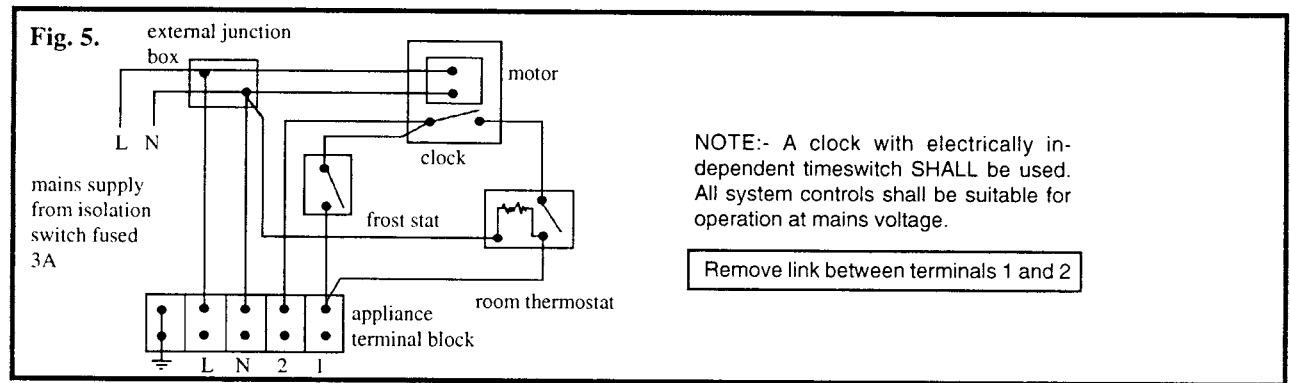 Fig. 5.
external junction
box
motor
L N
clock
mains supply
from isolation
switch fused
3A
frost stat
room thermostat
appliance
terminal block
L N 2 1
NOTE:- A clock with electrically in-
dependent timeswitch SHALL be used.
All system controls shall be suitable for
operation at mains voltage.
Remove link between terminals 1 and 2